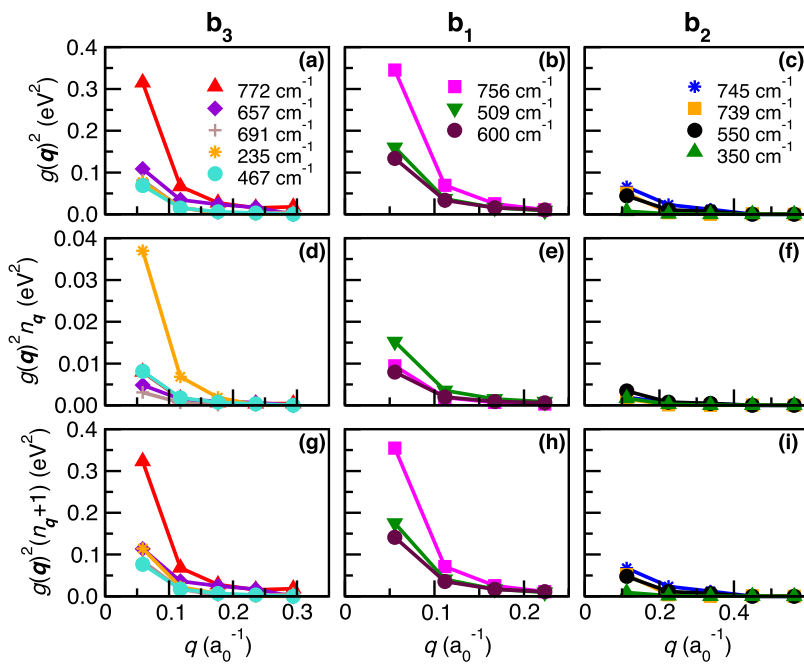 b₃ b₁ b₂
0.4 (a) (b) (c)
772 cm⁻¹ 756 cm⁻¹ 745 cm⁻¹
0.3 657 cm⁻¹ 509 cm⁻¹ 739 cm⁻¹
691 cm⁻¹ 600 cm⁻¹ 550 cm⁻¹
0.2 235 cm⁻¹ 350 cm⁻¹
467 cm⁻¹
0.1
0.0
g(q)² (eV²)
0.04 (d) (e) (f)
0.03
0.02
0.01
0.00
g(q)²n_q (eV²)
0.4 (g) (h) (i)
0.3
0.2
0.1
0.0
g(q)²(n_q+1) (eV²)
0 0.1 0.2 0.3 0 0.1 0.2 0 0.2 0.4
q (a₀⁻¹) q (a₀⁻¹) q (a₀⁻¹)